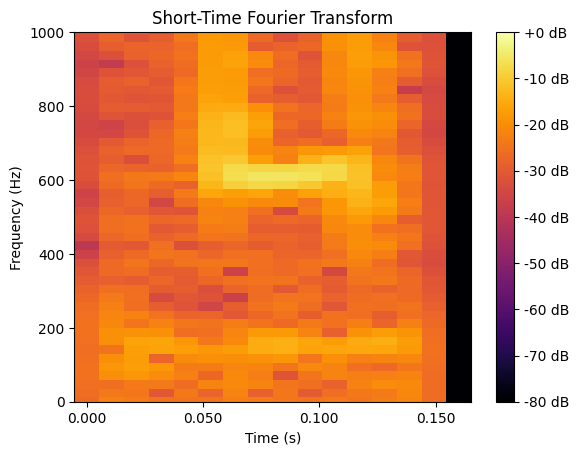 Short-Time Fourier Transform
1000
800
600
400
200
0
Frequency (Hz)
0.000
0.050
0.100
0.150
Time (s)
+0 dB
-10 dB
-20 dB
-30 dB
-40 dB
-50 dB
-60 dB
-70 dB
-80 dB